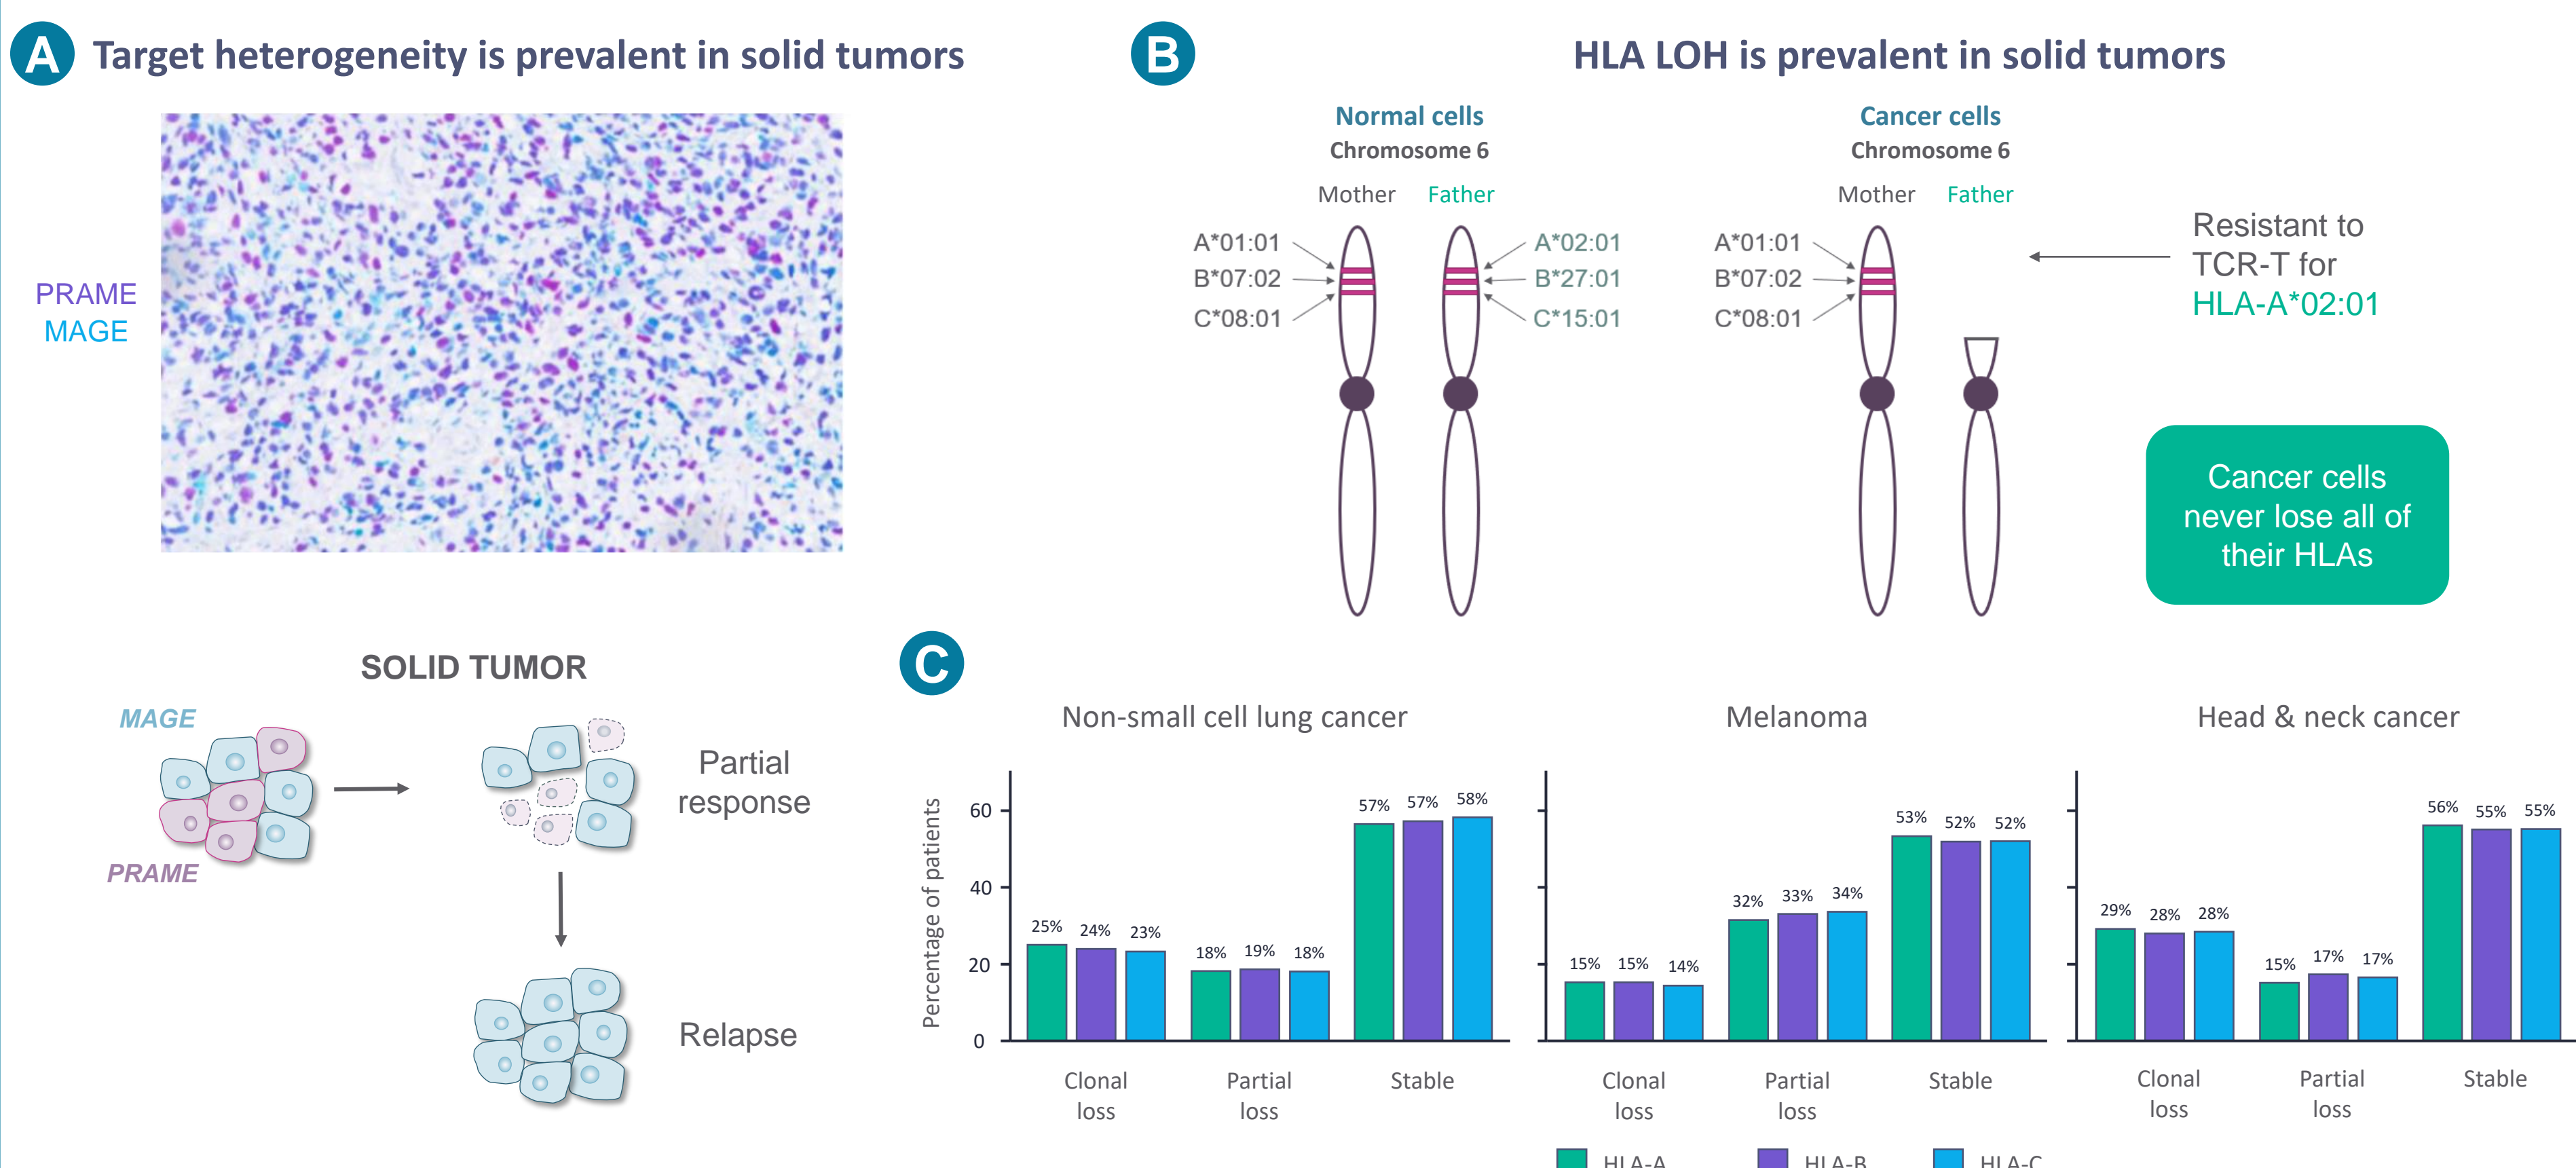 A
Target heterogeneity is prevalent in solid tumors
PRAME
MAGE
SOLID TUMOR
MAGE
PRAME
Partial
response
Relapse
B
HLA LOH is prevalent in solid tumors
Normal cells
Chromosome 6
Mother Father
A*01:01
B*07:02
C*08:01
A*02:01
B*27:01
C*15:01
Cancer cells
Chromosome 6
Mother Father
A*01:01
B*07:02
C*08:01
Resistant to
TCR-T for
HLA-A*02:01
Cancer cells
never lose all of
their HLAs
C
Non-small cell lung cancer
Percentage of patients
60
40
20
0
25% 24% 23%
18% 19% 18%
57% 57% 58%
Clonal
loss
Partial
loss
Stable
Melanoma
15% 15% 14%
32% 33% 34%
53% 52% 52%
Clonal
loss
Partial
loss
Stable
Head & neck cancer
29% 28% 28%
15% 17% 17%
56% 55% 55%
Clonal
loss
Partial
loss
Stable
HLA-A HLA-B HLA-C